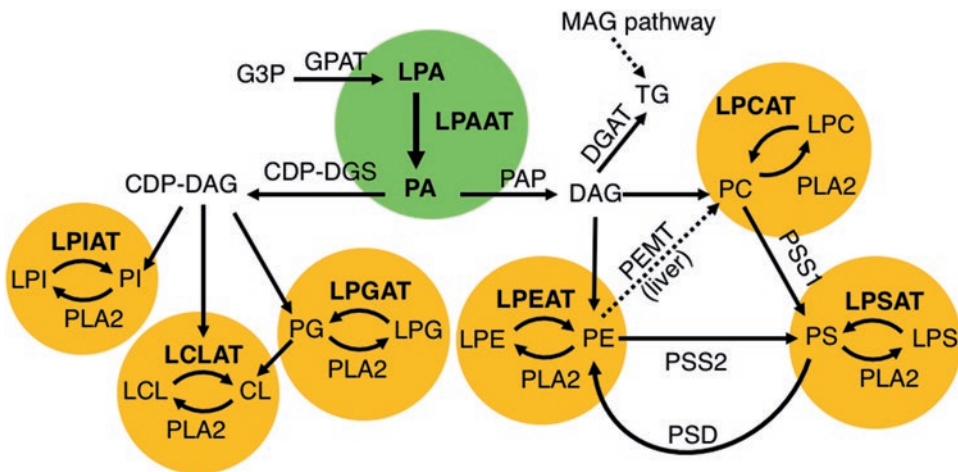 MAG pathway
G3P
GPAT
LPA
TG
LPAAT
DGAT
LPCAT
LPC
CDP-DAG
CDP-DGS
PA
PAP
DAG
PC
PLA2
LPIAT
LPI
PI
PLA2
LPGAT
PG
LPG
PLA2
PEMT
(liver)
PSS1
LPEAT
LPE
PE
PLA2
LPSAT
PS
LPS
PLA2
PSS2
LCLAT
LCL
CL
PLA2
PSD